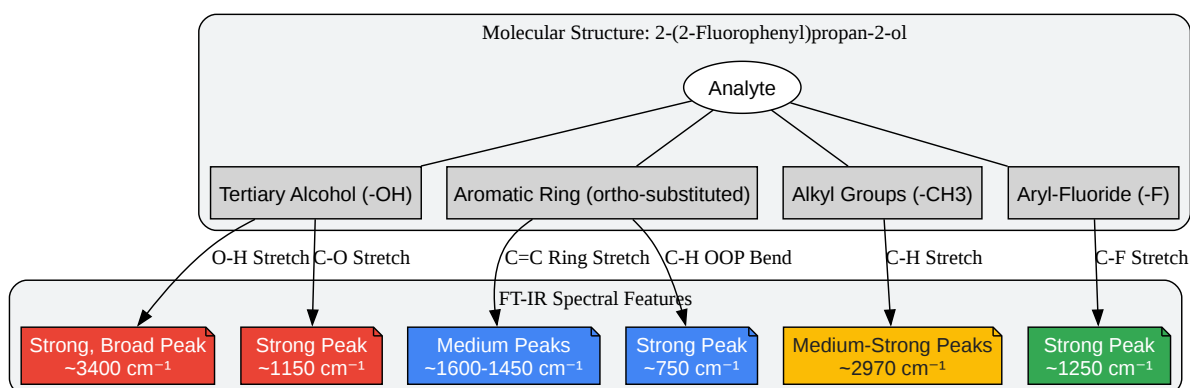 Molecular Structure: 2-(2-Fluorophenyl)propan-2-ol
Analyte
Tertiary Alcohol (-OH)
Aromatic Ring (ortho-substituted)
Alkyl Groups (-CH3)
Aryl-Fluoride (-F)
O-H Stretch
C-O Stretch
C=C Ring Stretch
C-H OOP Bend
C-H Stretch
C-F Stretch
FT-IR Spectral Features
Strong, Broad Peak
~3400 cm⁻¹
Strong Peak
~1150 cm⁻¹
Medium Peaks
~1600-1450 cm⁻¹
Strong Peak
~750 cm⁻¹
Medium-Strong Peaks
~2970 cm⁻¹
Strong Peak
~1250 cm⁻¹